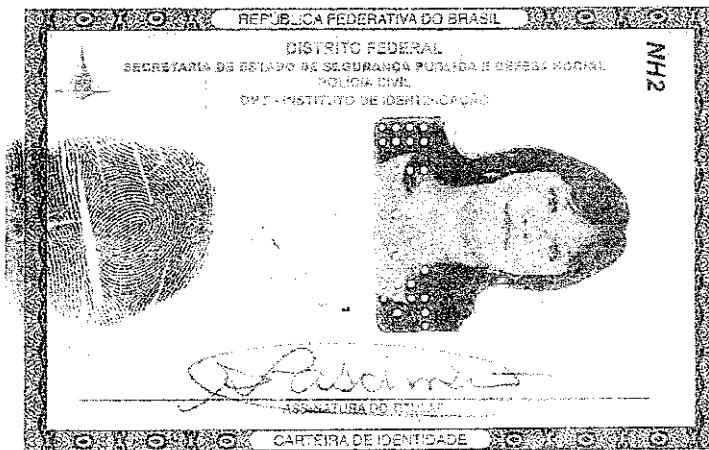 REPÚBLICA FEDERATIVA DO BRASIL
DISTRITO FEDERAL
SECRETARIA DE ESTADO DE SEGURANÇA PÚBLICA E DEFESA SOCIAL
POLÍCIA CIVIL
INSTITUTO DE IDENTIFICAÇÃO
NH2
ASSINATURA DO TITULAR
CARTEIRA DE IDENTIDADE